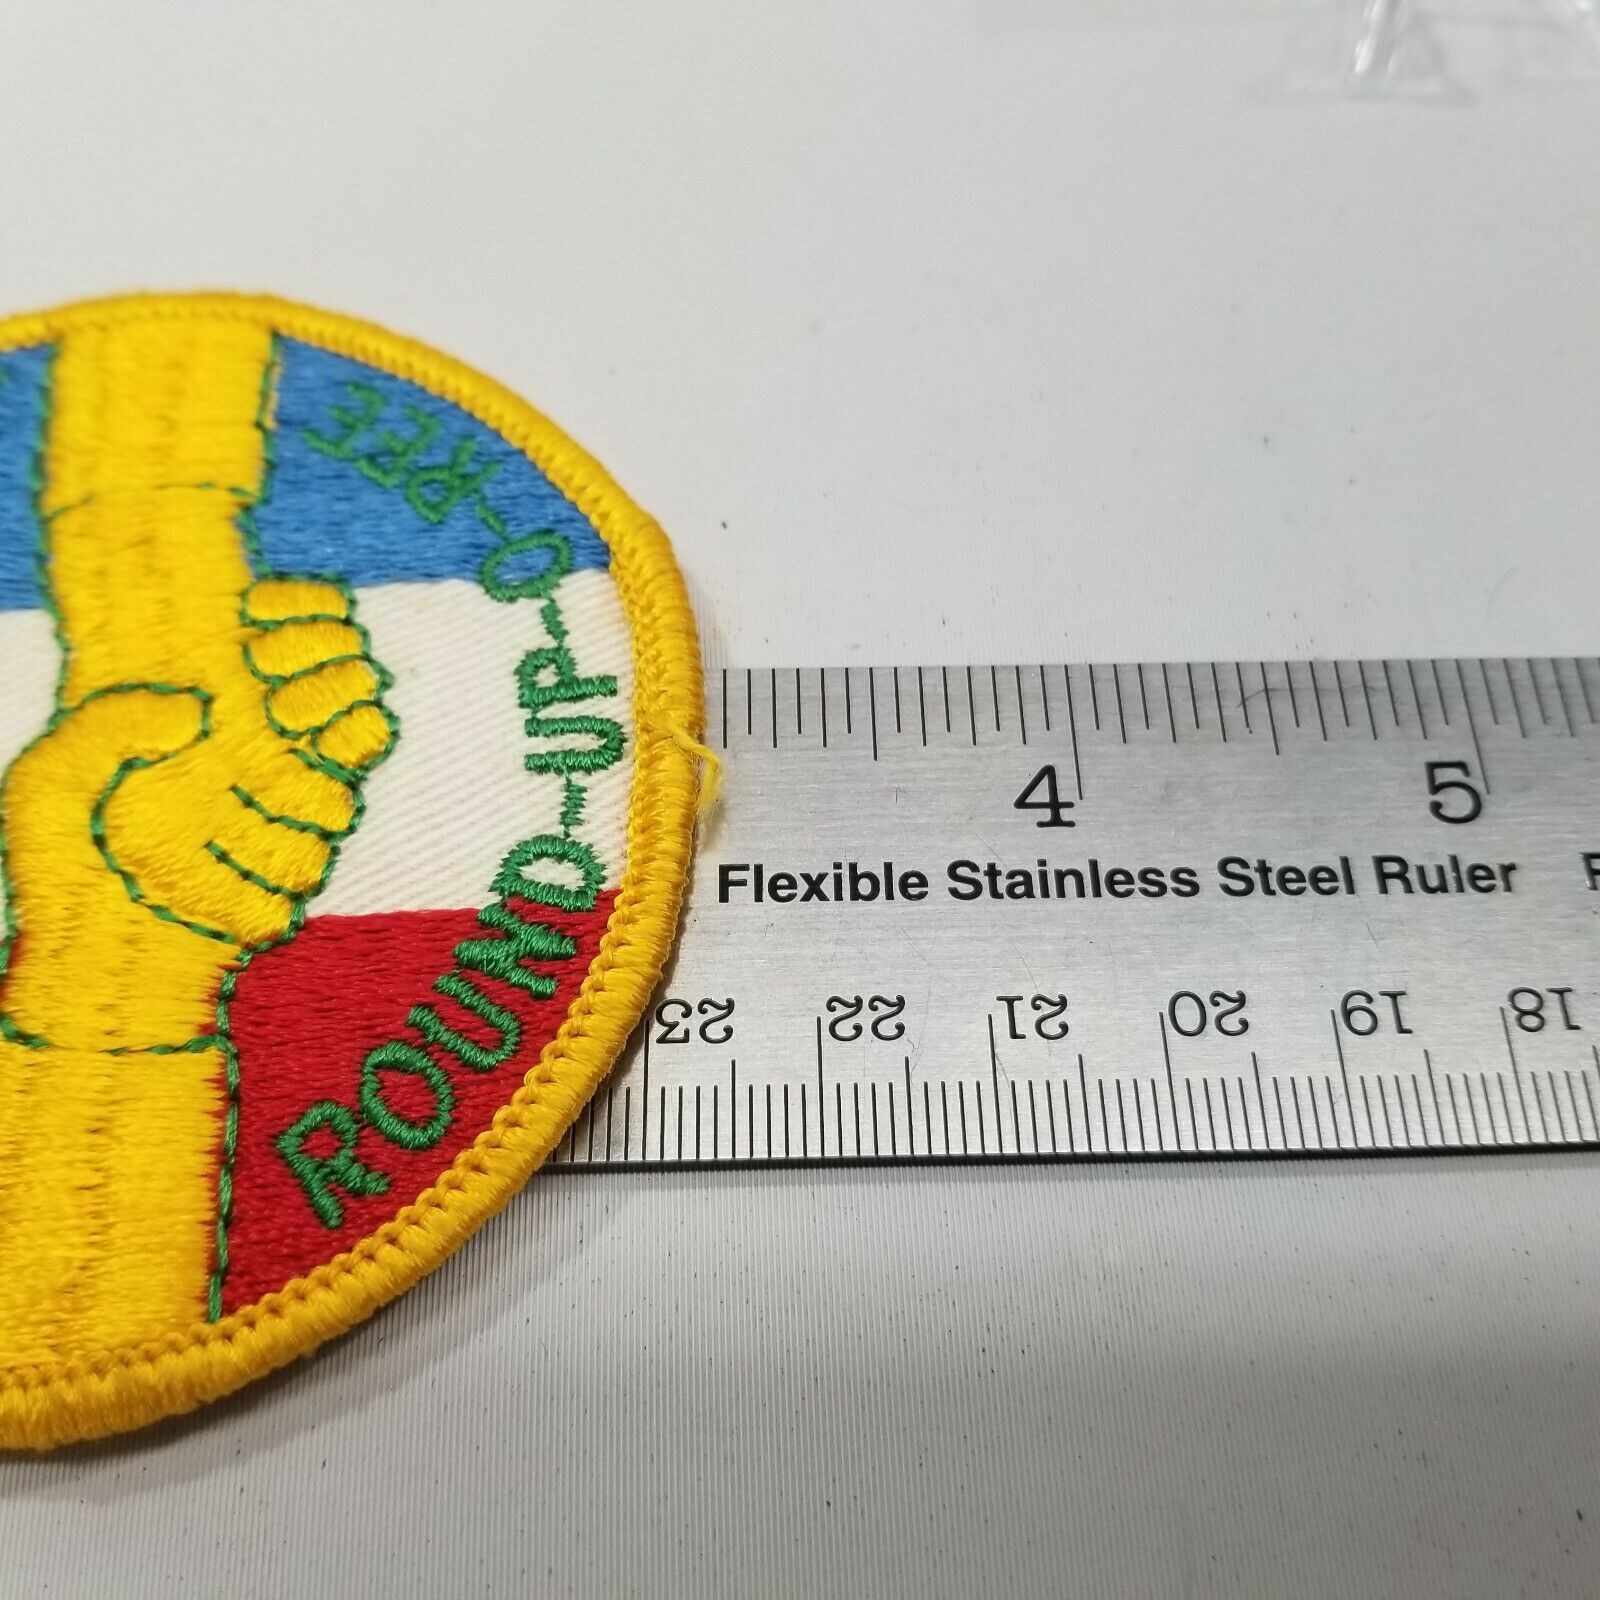 ROUND-UP-O-REE
4 5
Flexible Stainless Steel Ruler
23 22 21 20 19 18